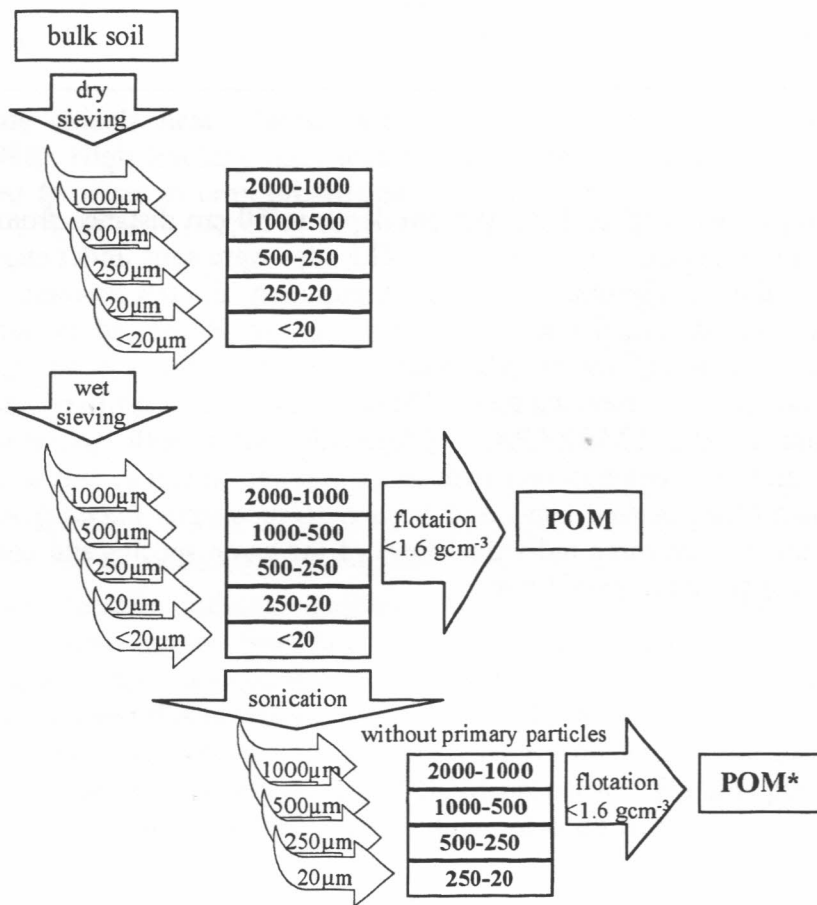 bulk soil
dry
sieving
1000µm
500µm
250µm
20µm
<20µm
2000-1000
1000-500
500-250
250-20
<20
wet
sieving
1000µm
500µm
250µm
20µm
<20µm
2000-1000
1000-500
500-250
250-20
<20
flotation
<1.6 gcm⁻³
POM
sonication
without primary particles
1000µm
500µm
250µm
20µm
2000-1000
1000-500
500-250
250-20
flotation
<1.6 gcm⁻³
POM*